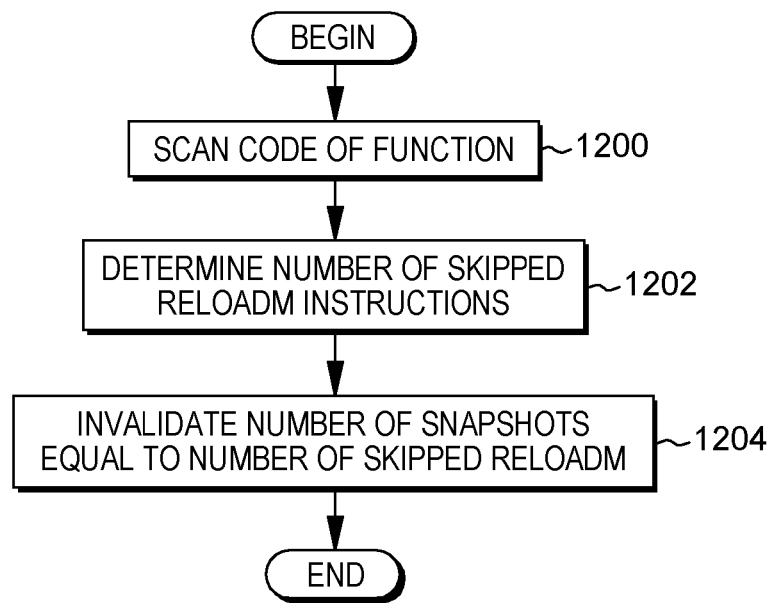 BEGIN
SCAN CODE OF FUNCTION
1200
DETERMINE NUMBER OF SKIPPED
RELOADM INSTRUCTIONS
1202
INVALIDATE NUMBER OF SNAPSHOTS
EQUAL TO NUMBER OF SKIPPED RELOADM
1204
END